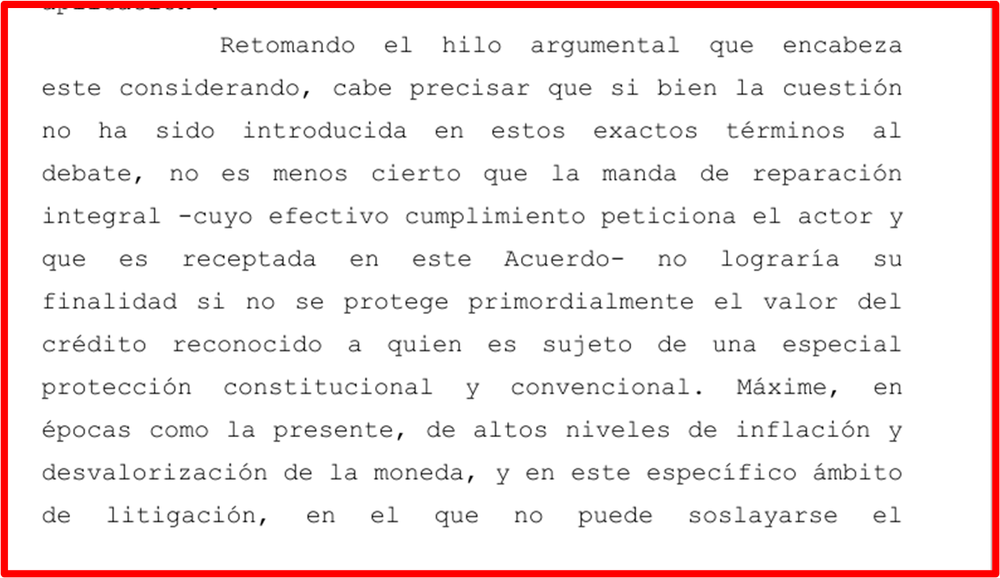 Retomando el hilo argumental que encabeza
este considerando, cabe precisar que si bien la cuestión
no ha sido introducida en estos exactos términos al
debate, no es menos cierto que la manda de reparación
integral -cuyo efectivo cumplimiento peticiona el actor y
que es receptada en este Acuerdo- no lograría su
finalidad si no se protege primordialmente el valor del
crédito reconocido a quien es sujeto de una especial
protección constitucional y convencional. Máxime, en
épocas como la presente, de altos niveles de inflación y
desvalorización de la moneda, y en este específico ámbito
de litigación, en el que no puede soslayarse el